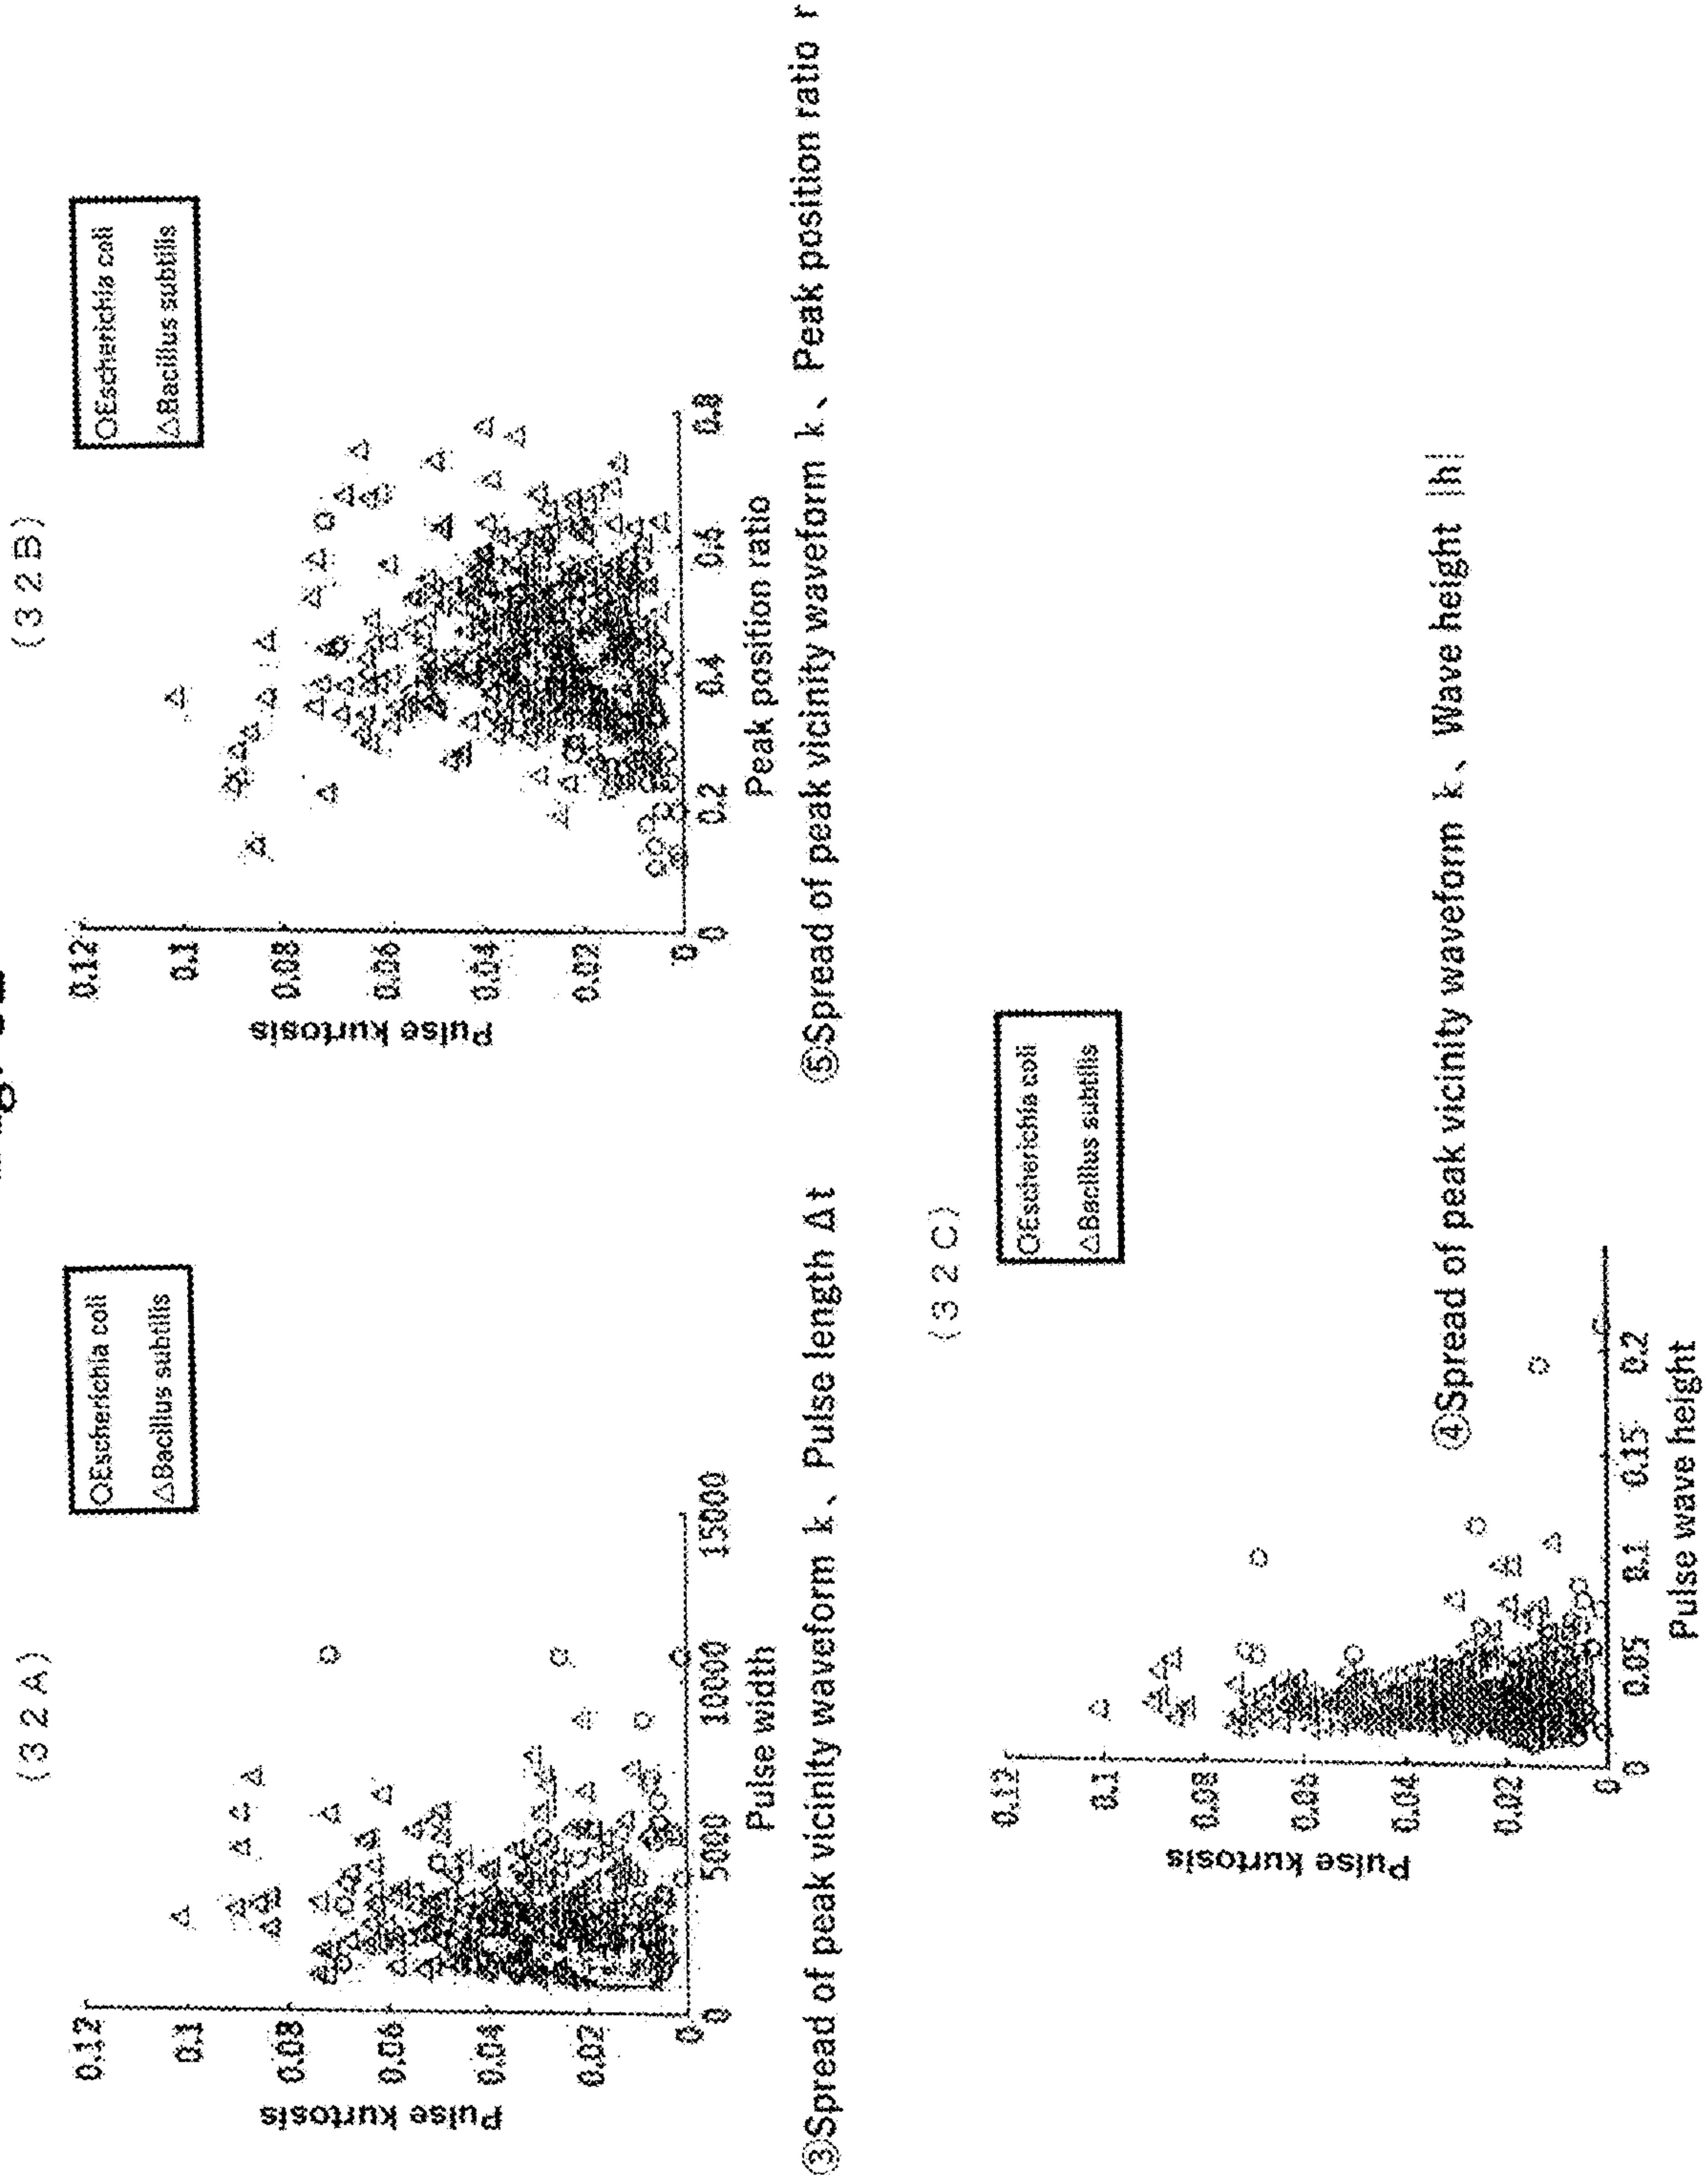 (32A)
○Escherichia coli
△Bacillus subtilis
Pulse kurtosis
0.12
0.1
0.08
0.06
0.04
0.02
0
0
5000
10000
15000
Pulse width
③Spread of peak vicinity waveform k、Pulse length Δt
(32B)
○Escherichia coli
△Bacillus subtilis
Pulse kurtosis
0.12
0.1
0.08
0.06
0.04
0.02
0
0
0.2
0.4
0.6
0.8
Peak position ratio
⑤Spread of peak vicinity waveform k、Peak position ratio r
(32C)
○Escherichia coli
△Bacillus subtilis
Pulse kurtosis
0.12
0.1
0.08
0.06
0.04
0.02
0
0
0.05
0.1
0.15
0.2
Pulse wave height
④Spread of peak vicinity waveform k、Wave height |h|